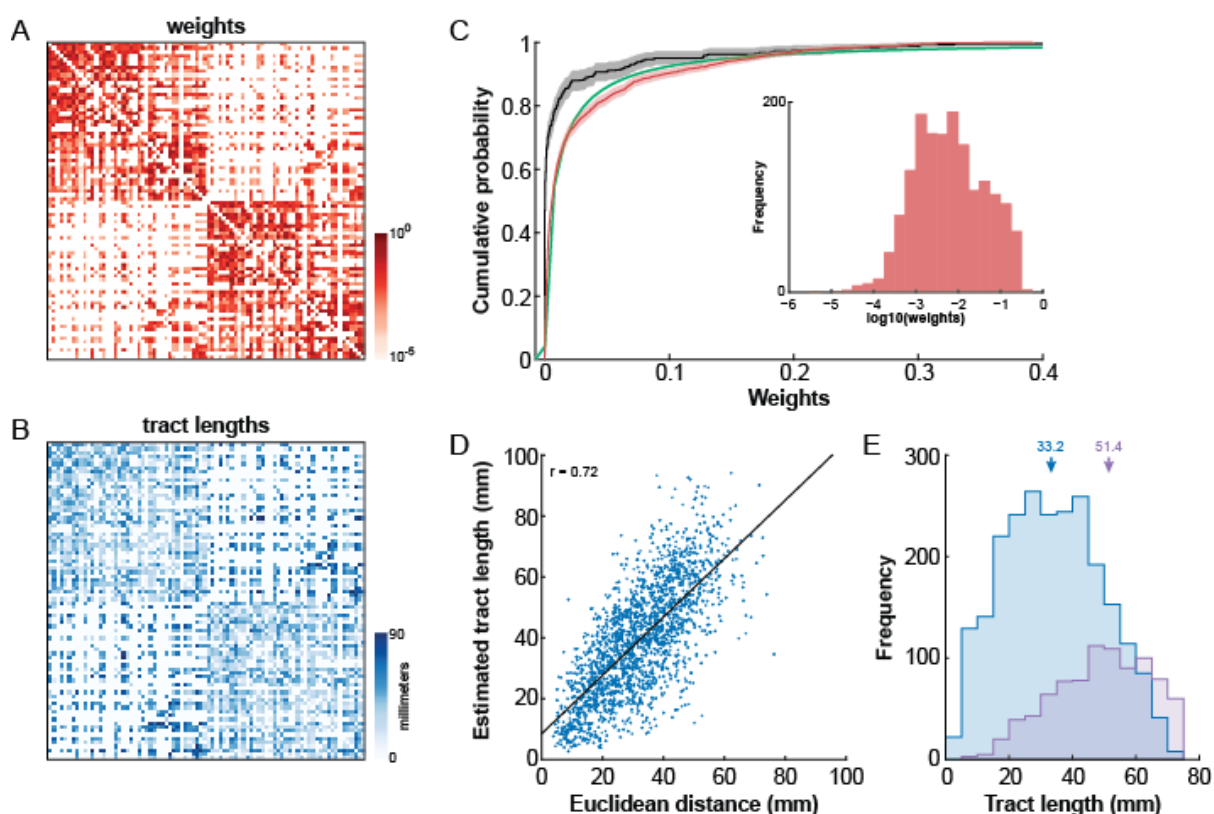 A
weights
10⁰
10⁻⁵
B
tract lengths
90
millimeters
0
C
1
0.8
0.6
0.4
0.2
0
Cumulative probability
0
0.1
0.2
0.3
0.4
Weights
200
Frequency
0
−6
−5
−4
−3
−2
−1
0
log10(weights)
D
r = 0.72
100
80
60
40
20
0
Estimated tract length (mm)
0
20
40
60
80
100
Euclidean distance (mm)
E
33.2
51.4
300
200
100
0
Frequency
0
20
40
60
80
Tract length (mm)